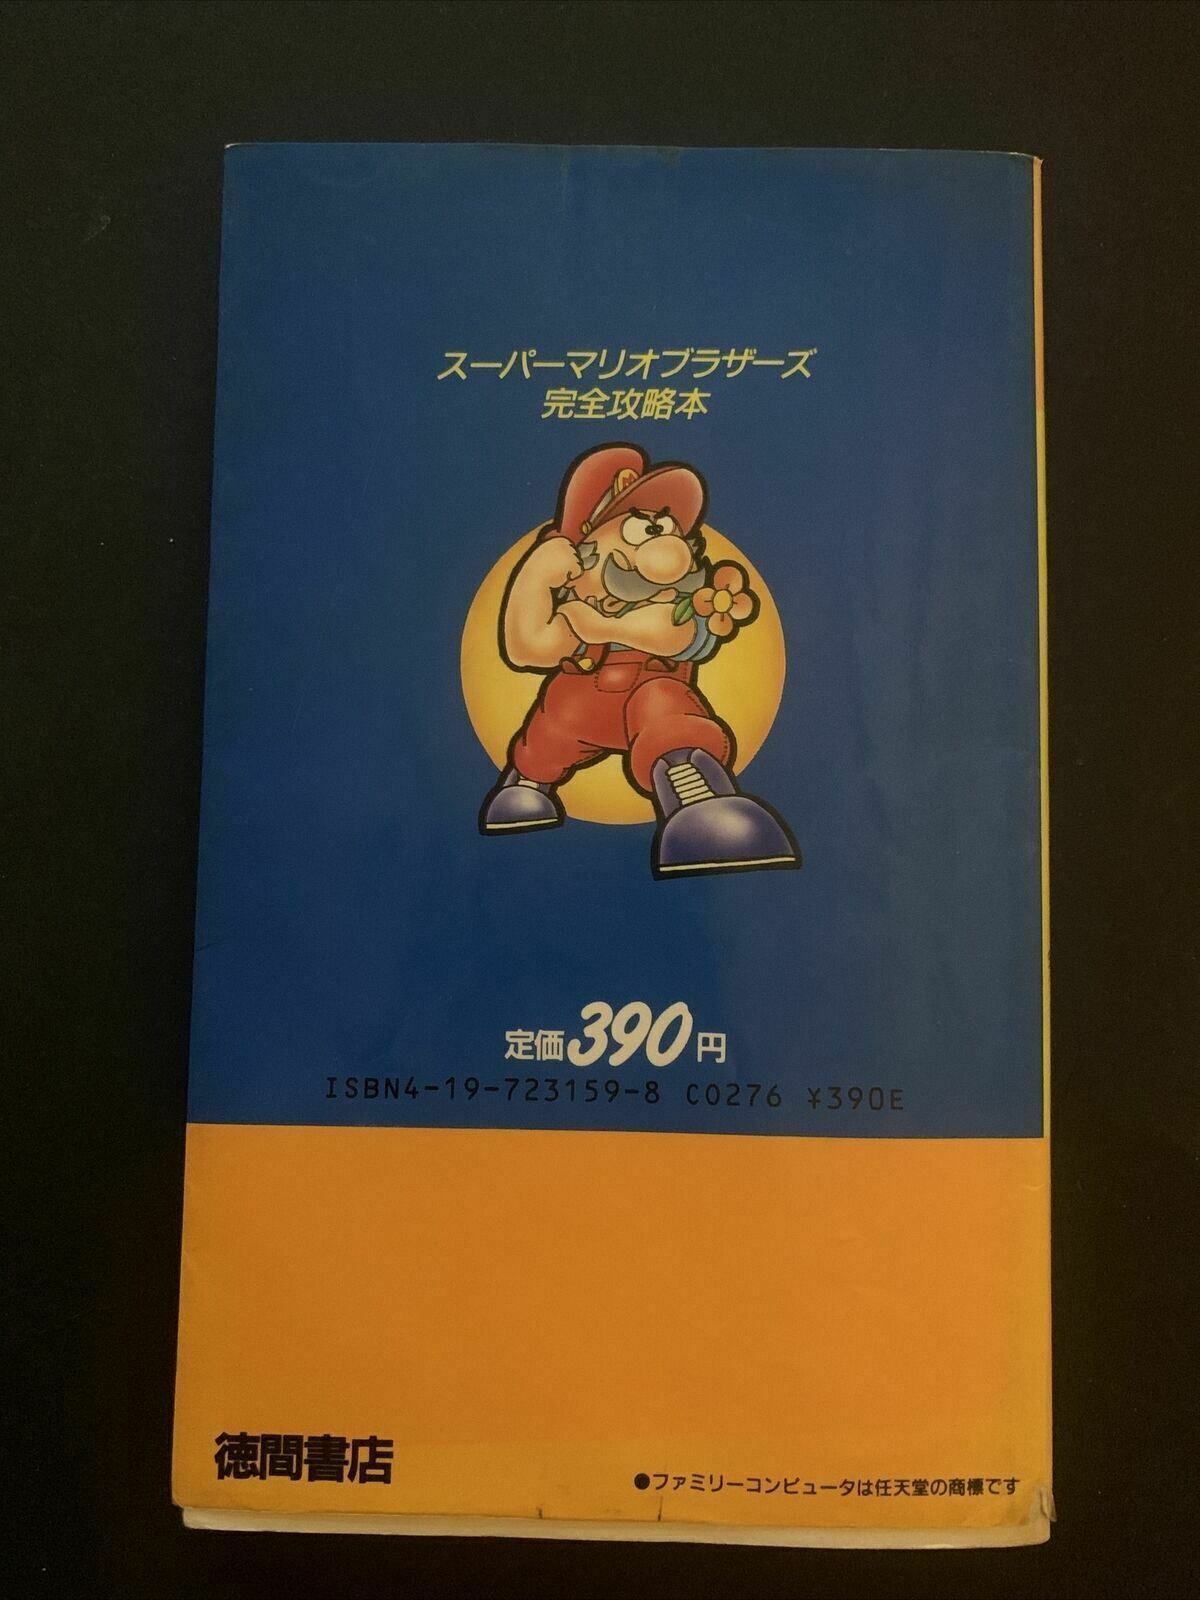 スーパーマリオブラザーズ
完全攻略本
M
定価390円
ISBN4-19-723159-8 C0276 ¥390E
徳間書店
●ファミリーコンピュータは任天堂の商標です